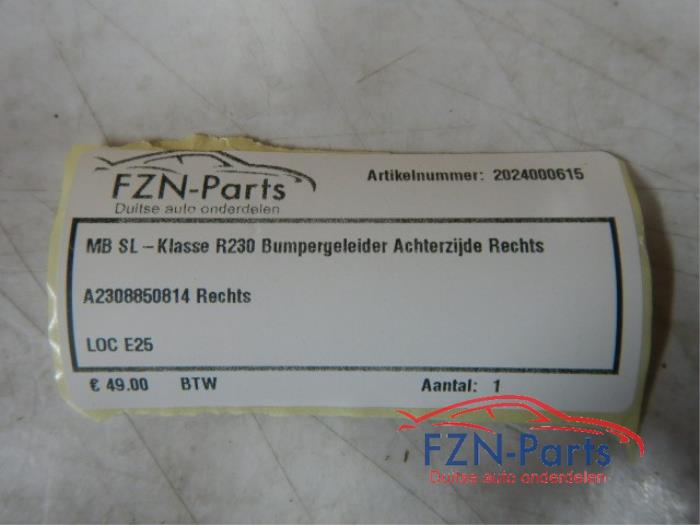 FZN-Parts
Duitse auto onderdelen
Artikelnummer: 2024000615
MB SL - Klasse R230 Bumpergeleider Achterzijde Rechts
A2308850814 Rechts
LOC E25
€ 49.00 BTW Aantal: 1
FZN-Parts
Duitse auto onderdelen